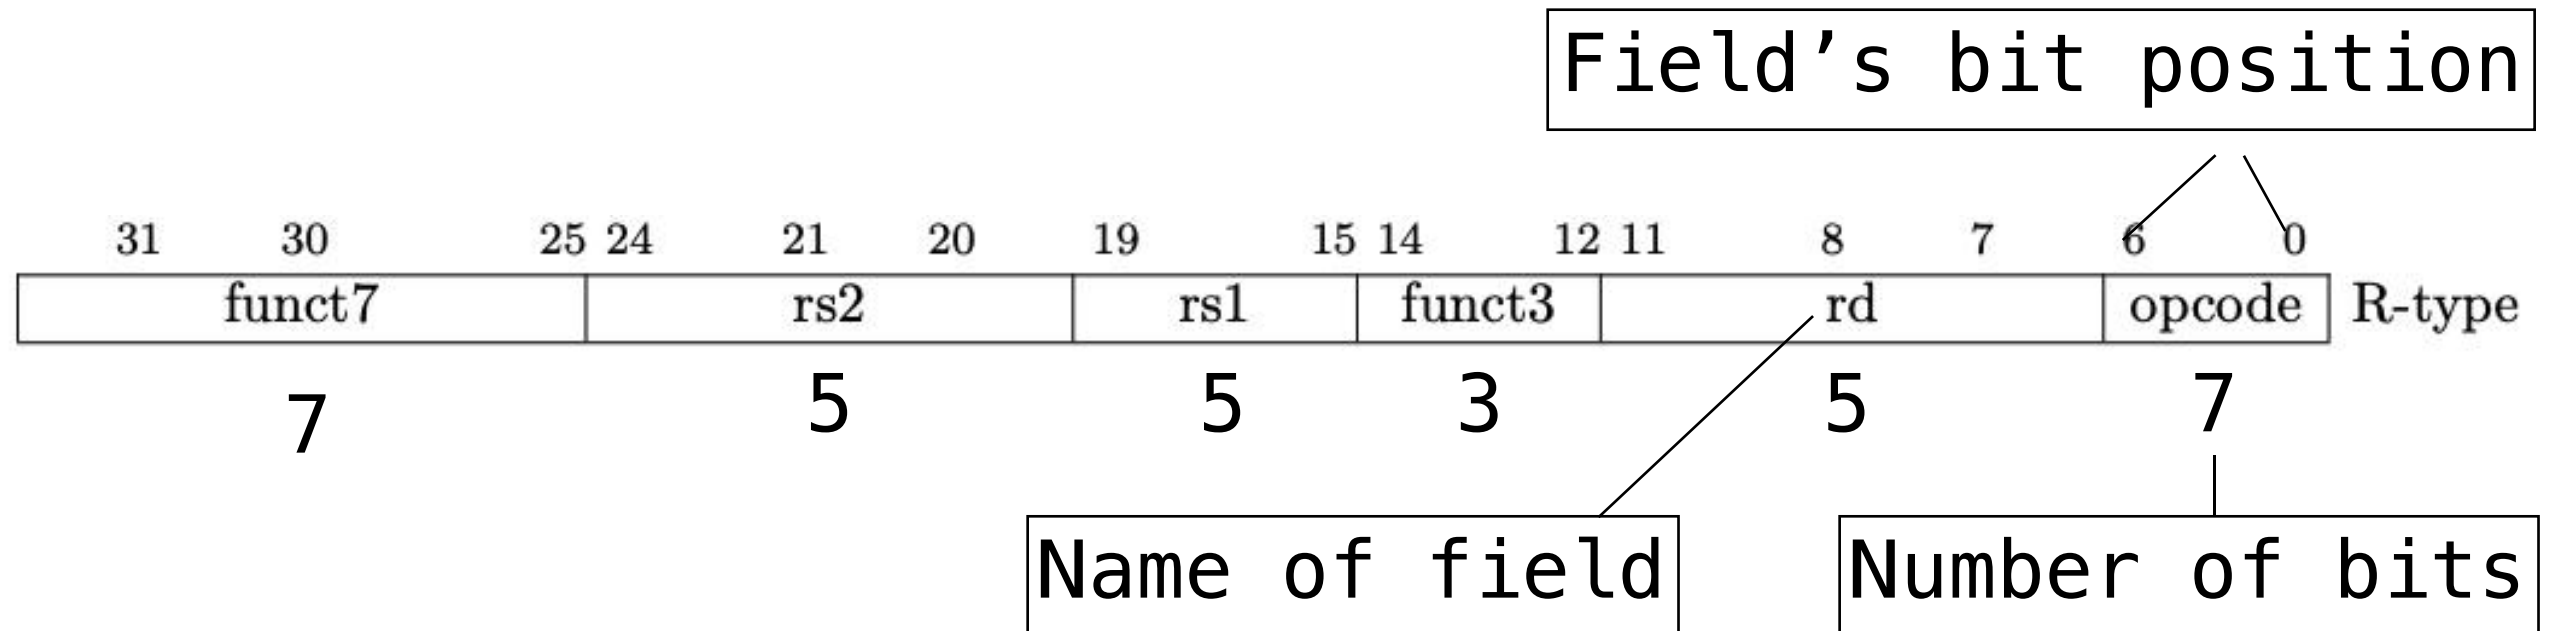 Field’s bit position
31 30 25 24 21 20 19 15 14 12 11 8 7 6 0
funct7 rs2 rs1 funct3 rd opcode R-type
7 5 5 3 5 7
Name of field Number of bits